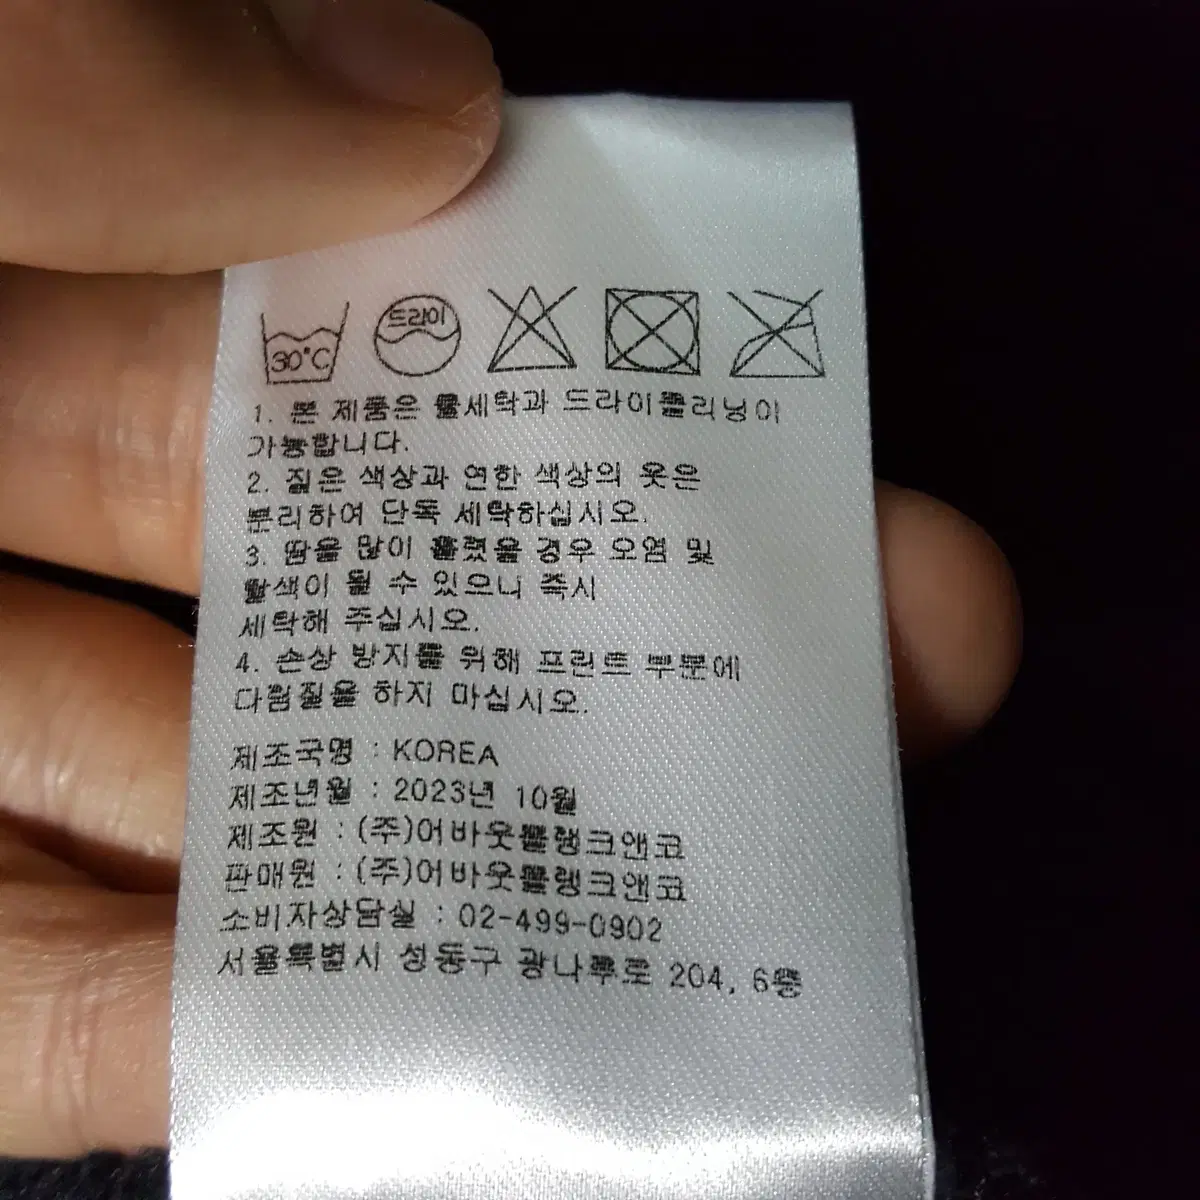 30°C
드라이
1. 본 제품은 물세탁과 드라이클리닝이
가능합니다.
2. 짙은 색상과 연한 색상의 옷은
분리하여 단독 세탁하십시오.
3. 땀을 많이 흘렸을 경우 오염 및
탈색이 될 수 있으니 즉시
세탁해 주십시오.
4. 손상 방지를 위해 프린트 부분에
다림질을 하지 마십시오.
제조국명 : KOREA
제조년월 : 2023년 10월
제조원 : (주)어바웃블랭크앤코
판매원 : (주)어바웃블랭크앤코
소비자상담실 : 02-499-0902
서울특별시 성동구 광나루로 204, 6층